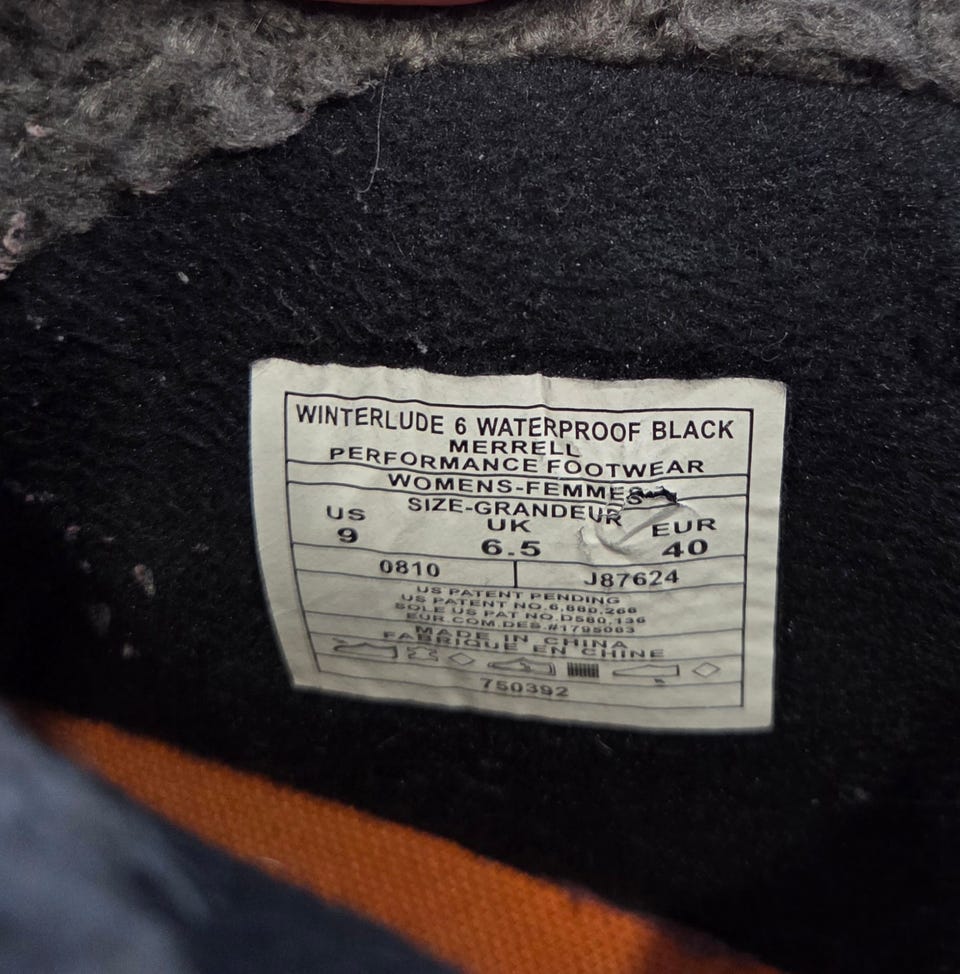 WINTERLUDE 6 WATERPROOF BLACK
MERRELL
PERFORMANCE FOOTWEAR
WOMENS-FEMMES
SIZE-GRANDEUR
US UK EUR
9 6.5 40
0810 J87624
US PATENT PENDING
US PATENT NO.6,880,266
SOLE US PAT NO.D580,136
EUR.COM.DES.#1795083
MADE IN CHINA
FABRIQUE EN CHINE
750392